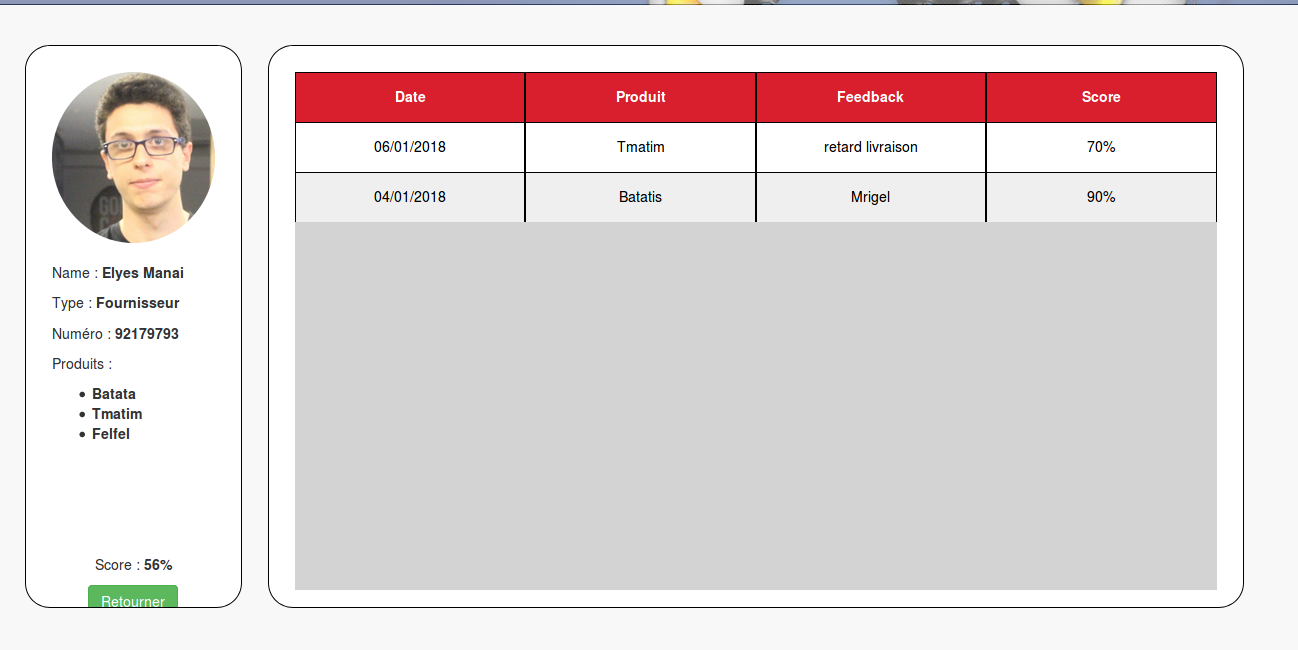 Name : Elyes Manai
Type : Fournisseur
Numéro : 92179793
Produits :
• Batata
• Tmatim
• Felfel
Score : 56%
Retourner
Date Produit Feedback Score
06/01/2018 Tmatim retard livraison 70%
04/01/2018 Batatis Mrigel 90%